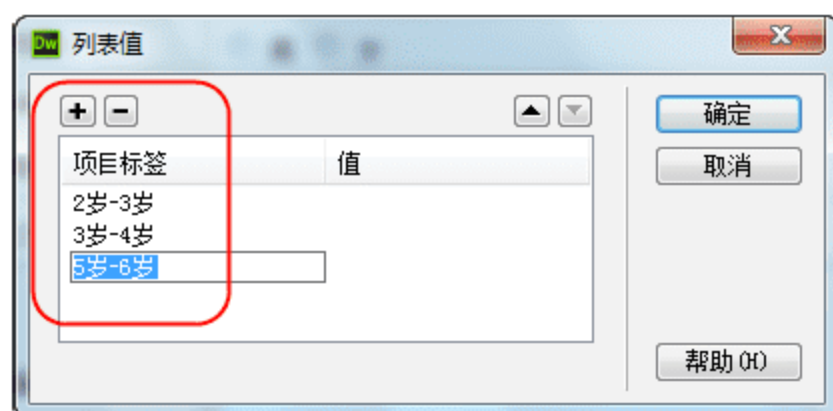 Dw 列表值
确定
项目标签 值
取消
2岁-3岁
3岁-4岁
5岁-6岁
帮助(H)